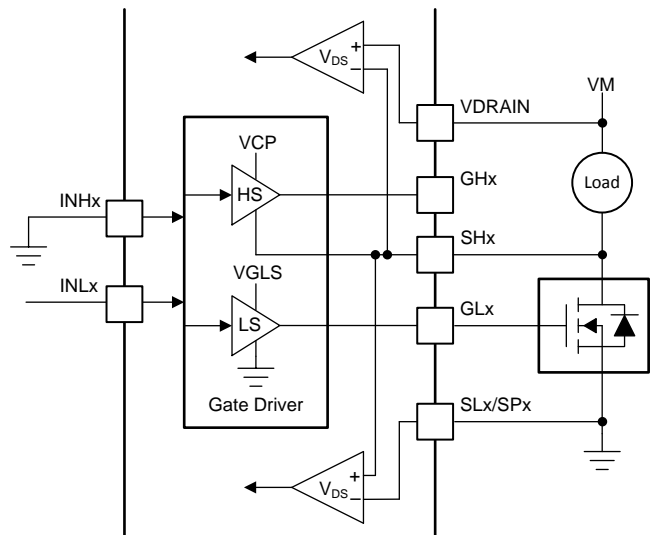 VDS
+
−
VM
VDRAIN
VCP
GHx
Load
INHx
HS
SHx
VGLS
INLx
GLx
LS
Gate Driver
SLx/SPx
VDS
+
−